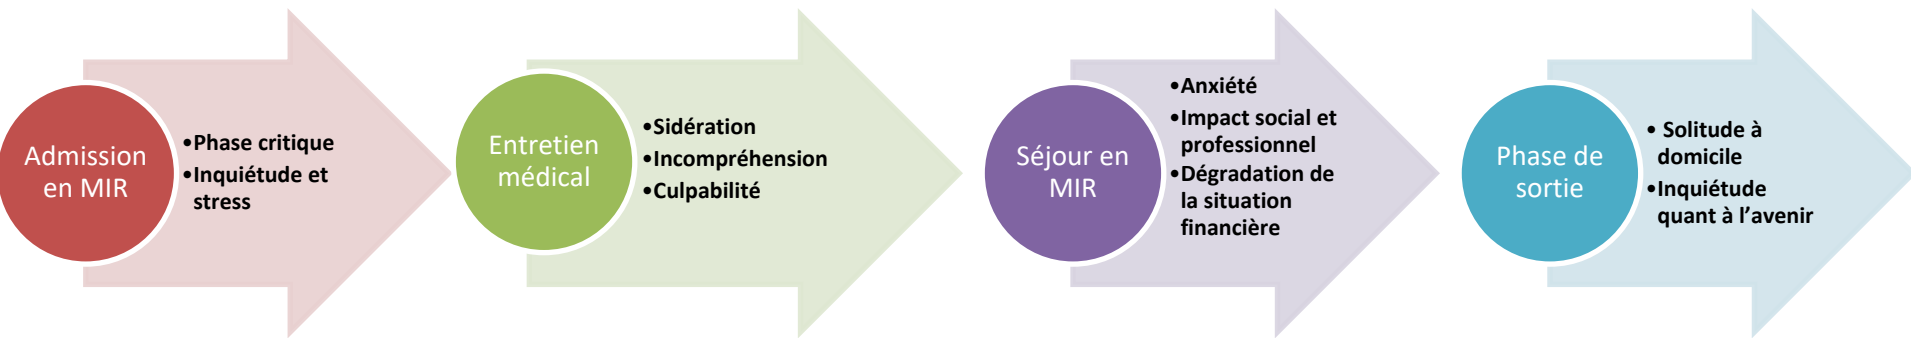 Admission
en MIR
•Phase critique
•Inquiétude et
stress
Entretien
médical
•Sidération
•Incompréhension
•Culpabilité
Séjour en
MIR
•Anxiété
•Impact social et
professionnel
•Dégradation de
la situation
financière
Phase de
sortie
• Solitude à
domicile
•Inquiétude
quant à l’avenir